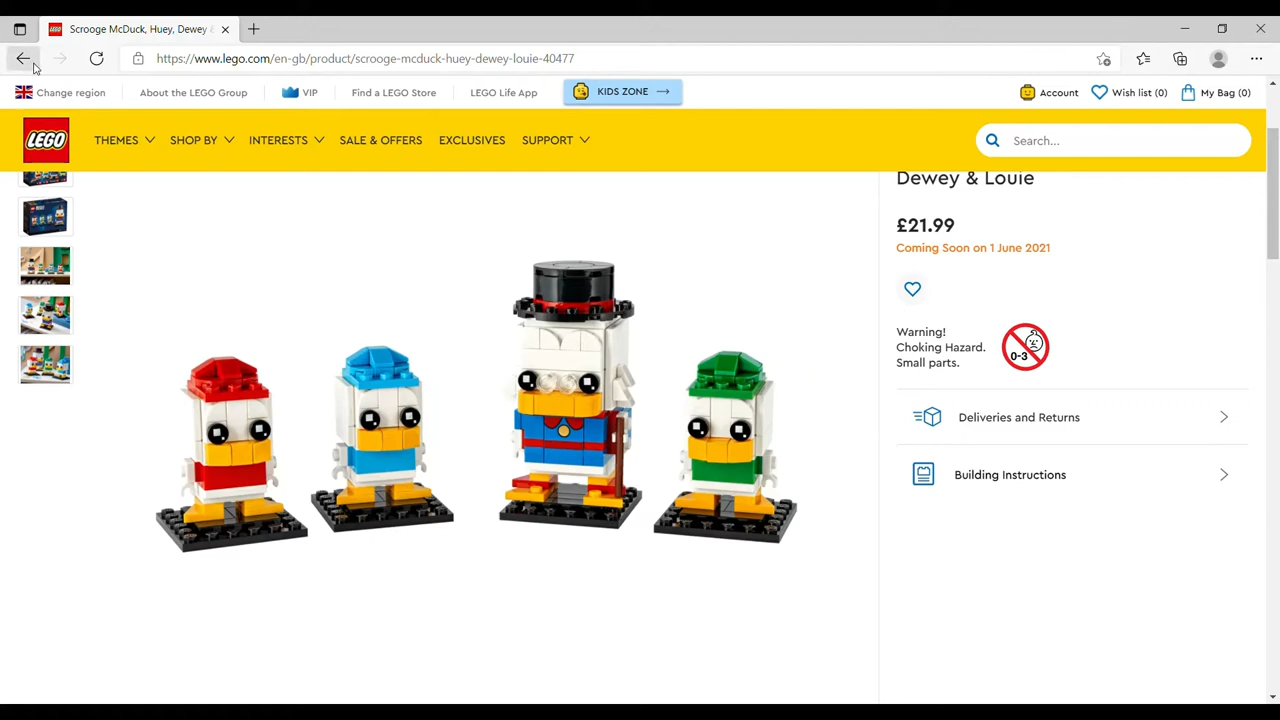 Scrooge McDuck, Huey, Dewey &
https://www.lego.com/en-gb/product/scrooge-mcduck-huey-dewey-louie-40477
Change region
About the LEGO Group
VIP
Find a LEGO Store
LEGO Life App
KIDS ZONE
Account
Wish list (0)
My Bag (0)
LEGO
THEMES
SHOP BY
INTERESTS
SALE & OFFERS
EXCLUSIVES
SUPPORT
Search...
Dewey & Louie
£21.99
Coming Soon on 1 June 2021
Warning!
Choking Hazard.
Small parts.
0-3
Deliveries and Returns
Building Instructions